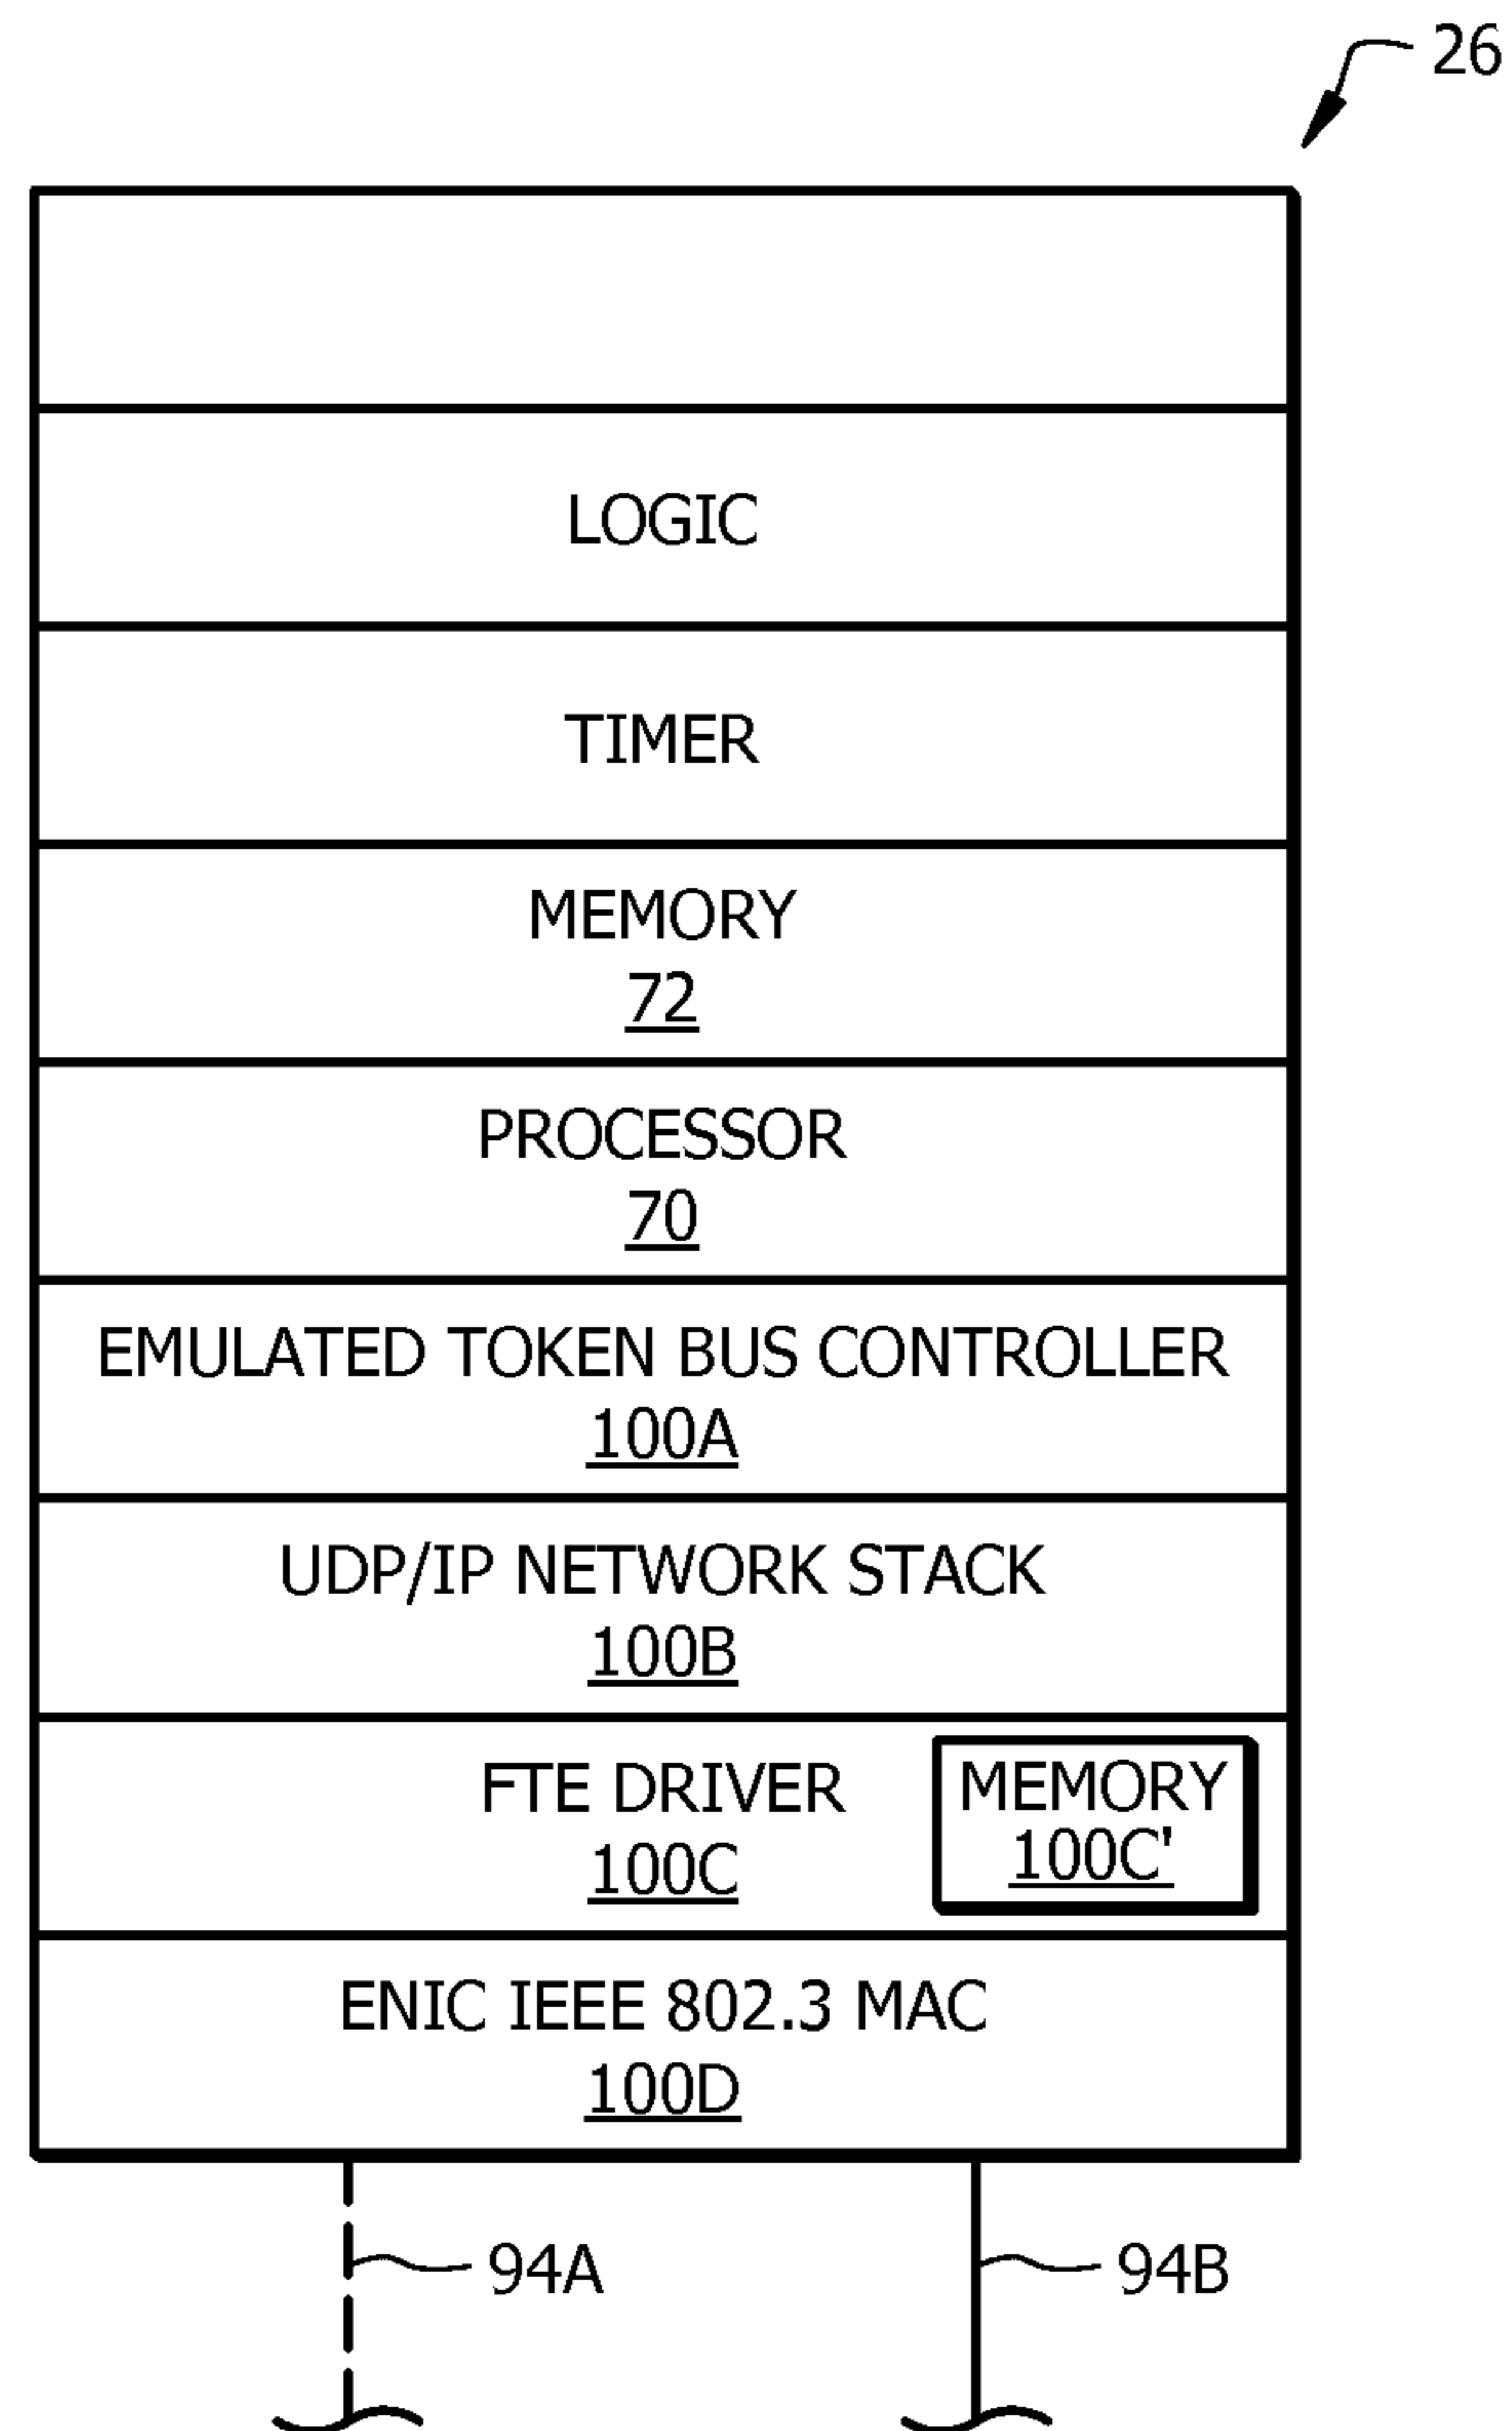 26
LOGIC
TIMER
MEMORY
72
PROCESSOR
70
EMULATED TOKEN BUS CONTROLLER
100A
UDP/IP NETWORK STACK
100B
FTE DRIVER
100C
MEMORY
100C'
ENIC IEEE 802.3 MAC
100D
94A
94B